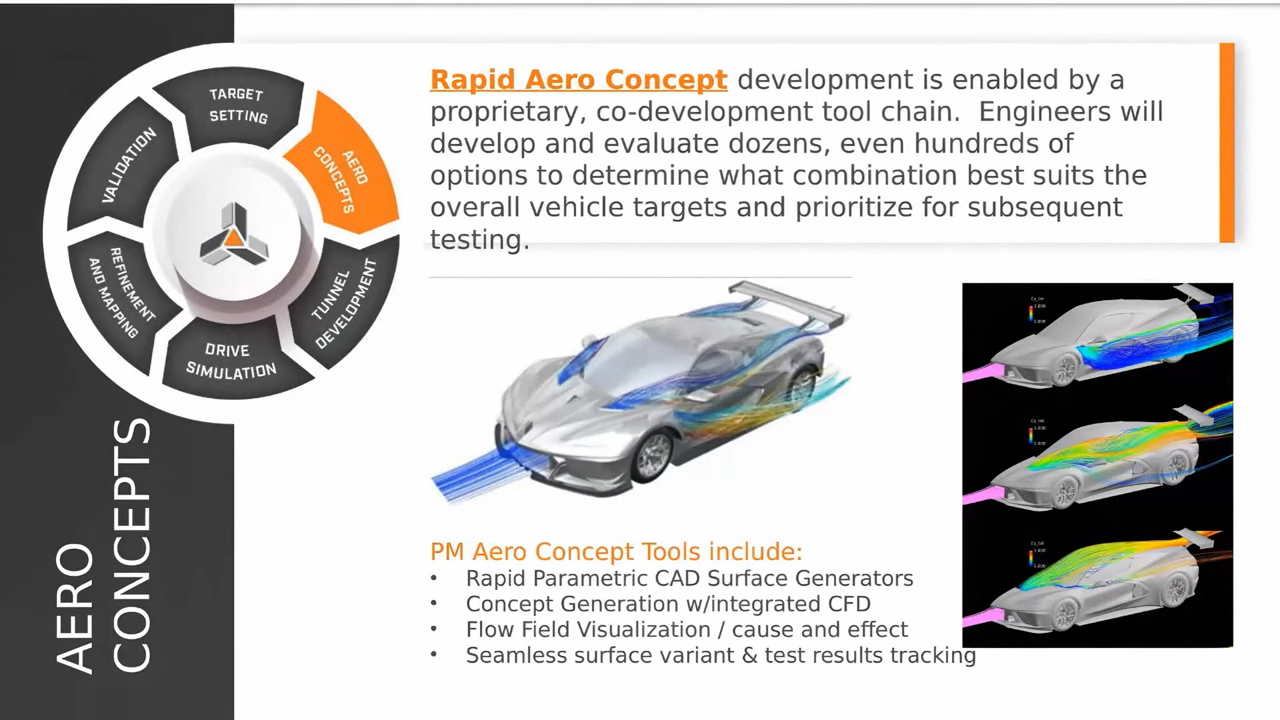 TARGET
SETTING
AERO
CONCEPTS
TUNNEL
DEVELOPMENT
DRIVE
SIMULATION
REFINEMENT
AND MAPPING
VALIDATION
AERO
CONCEPTS
Rapid Aero Concept development is enabled by a
proprietary, co-development tool chain.  Engineers will
develop and evaluate dozens, even hundreds of
options to determine what combination best suits the
overall vehicle targets and prioritize for subsequent
testing.
PM Aero Concept Tools include:
• Rapid Parametric CAD Surface Generators
• Concept Generation w/integrated CFD
• Flow Field Visualization / cause and effect
• Seamless surface variant & test results tracking